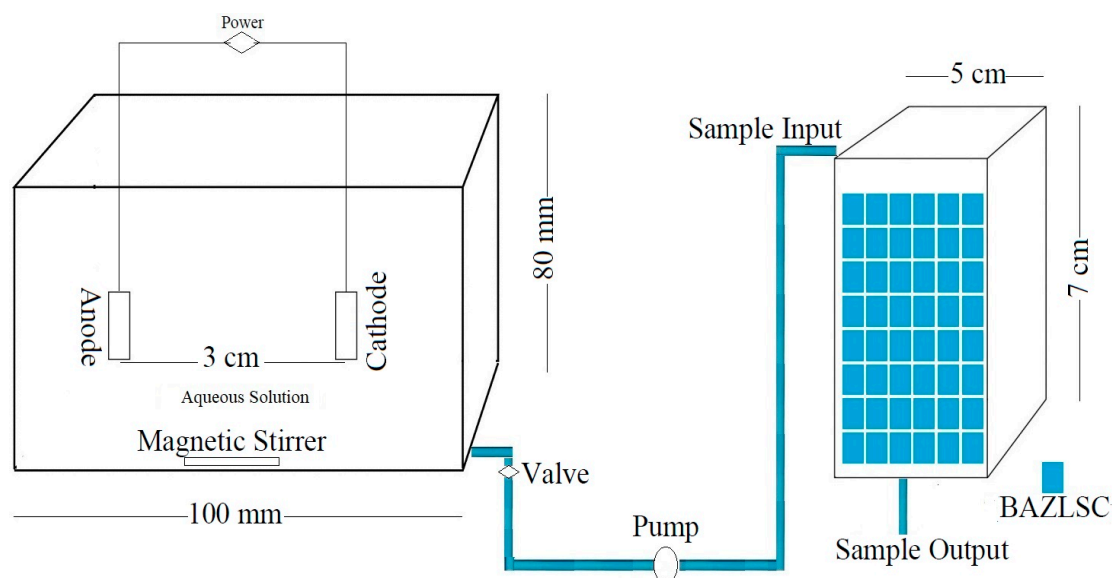 Power
5 cm
Sample Input
80 mm
Anode
Cathode
7 cm
3 cm
Aqueous Solution
Magnetic Stirrer
Valve
100 mm
BAZLSC
Pump
Sample Output